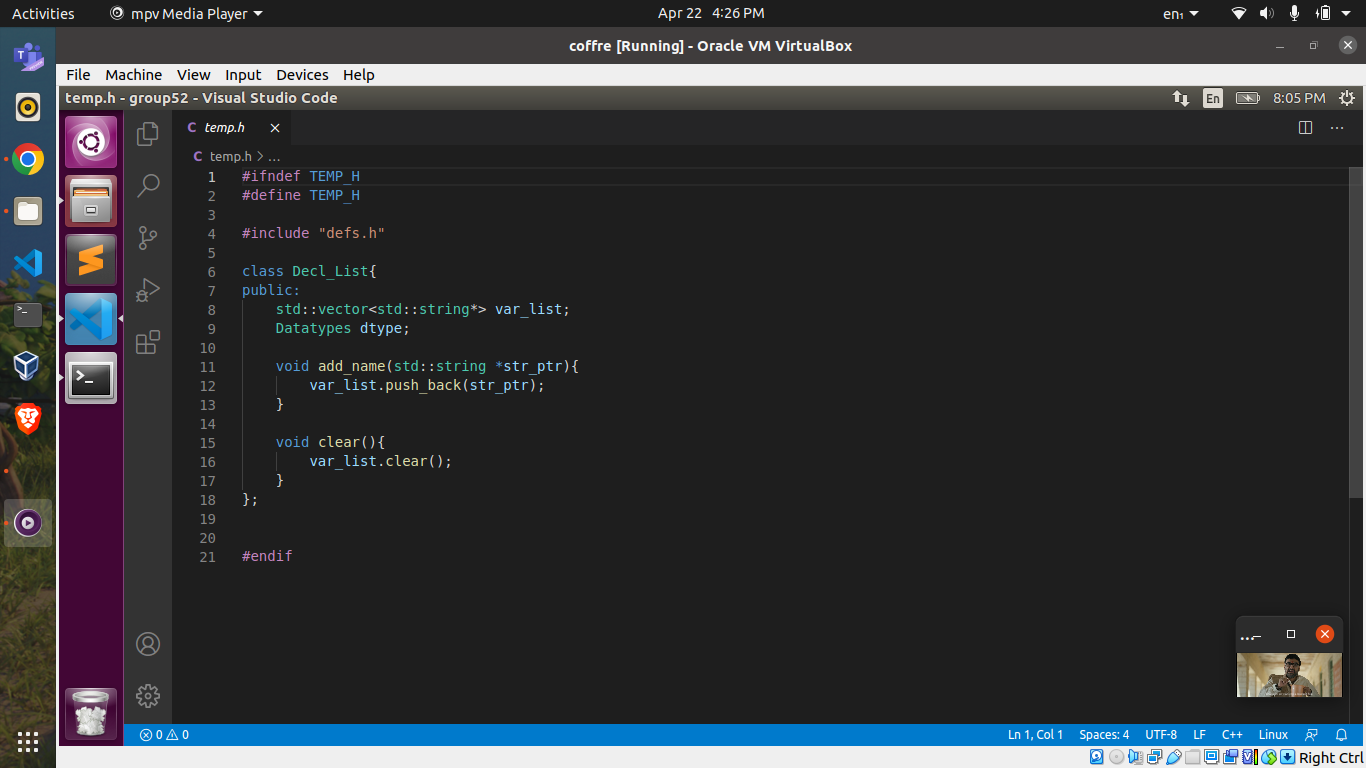 Activities
mpv Media Player
Apr 22 4:26 PM
en₁
coffre [Running] - Oracle VM VirtualBox
File Machine View Input Devices Help
temp.h - group52 - Visual Studio Code
En
8:05 PM
C temp.h
C temp.h > ...
1 #ifndef TEMP_H
2 #define TEMP_H
3
4 #include "defs.h"
5
6 class Decl_List{
7 public:
8 std::vector<std::string*> var_list;
9 Datatypes dtype;
10
11 void add_name(std::string *str_ptr){
12 var_list.push_back(str_ptr);
13 }
14
15 void clear(){
16 var_list.clear();
17 }
18 };
19
20
21 #endif
...
0 0
Ln 1, Col 1 Spaces: 4 UTF-8 LF C++ Linux
Right Ctrl